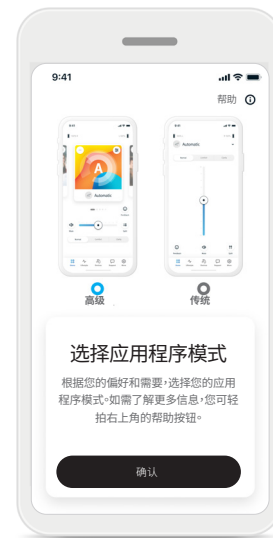 9:41
帮助
Automatic
Automatic
高级
传统
选择应用程序模式
根据您的偏好和需要,选择您的应用
程序模式。如需了解更多信息,您可轻
拍右上角的帮助按钮。
确认